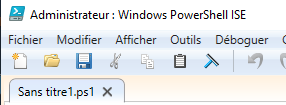 Administrateur : Windows PowerShell ISE
Fichier Modifier Afficher Outils Déboguer
Sans titre1.ps1